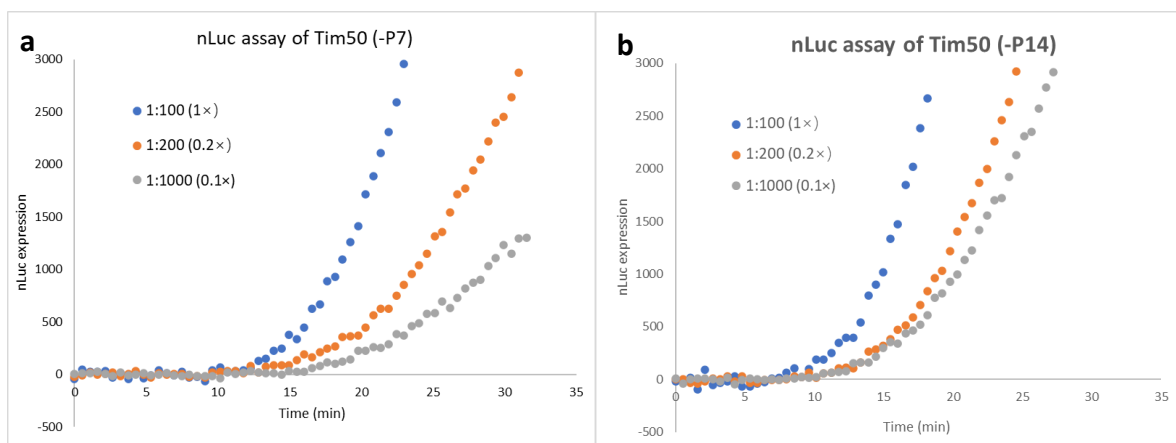 a
nLuc assay of Tim50 (-P7)
3000
2500
2000
1500
1000
500
0
-500
nLuc expression
1:100 (1×)
1:200 (0.2×)
1:1000 (0.1×)
0 5 10 15 20 25 30 35
Time (min)
b
nLuc assay of Tim50 (-P14)
3000
2500
2000
1500
1000
500
0
-500
nLuc expression
1:100 (1×)
1:200 (0.2×)
1:1000 (0.1×)
0 5 10 15 20 25 30 35
Time (min)